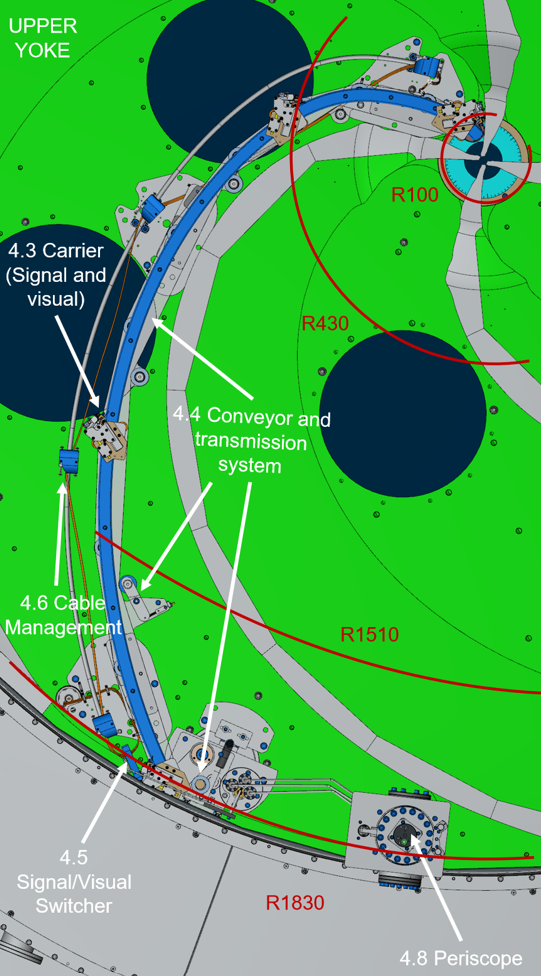 UPPER
YOKE
R100
4.3 Carrier
(Signal and
visual)
R430
4.4 Conveyor and
transmission
system
4.6 Cable
Management
R1510
4.5
Signal/Visual
Switcher
R1830
4.8 Periscope